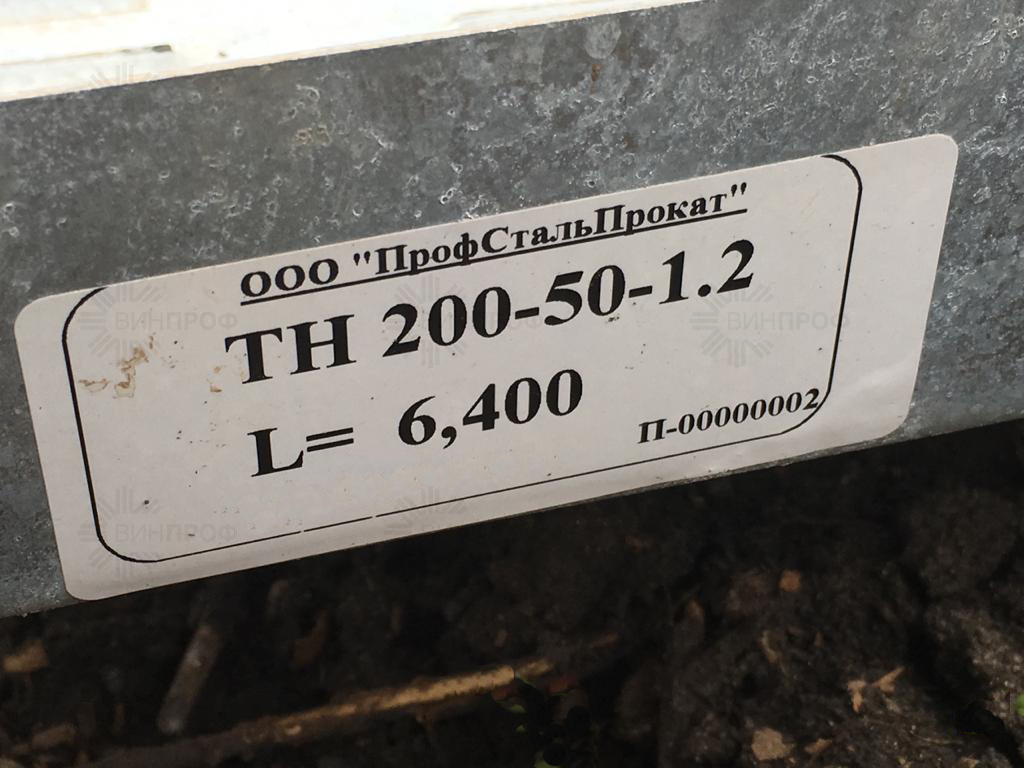 ООО "ПрофСтальПрокат"
ТН 200-50-1.2
L= 6,400
П-00000002
ВИНПРОФ
ВИНПРОФ
ВИНПРОФ